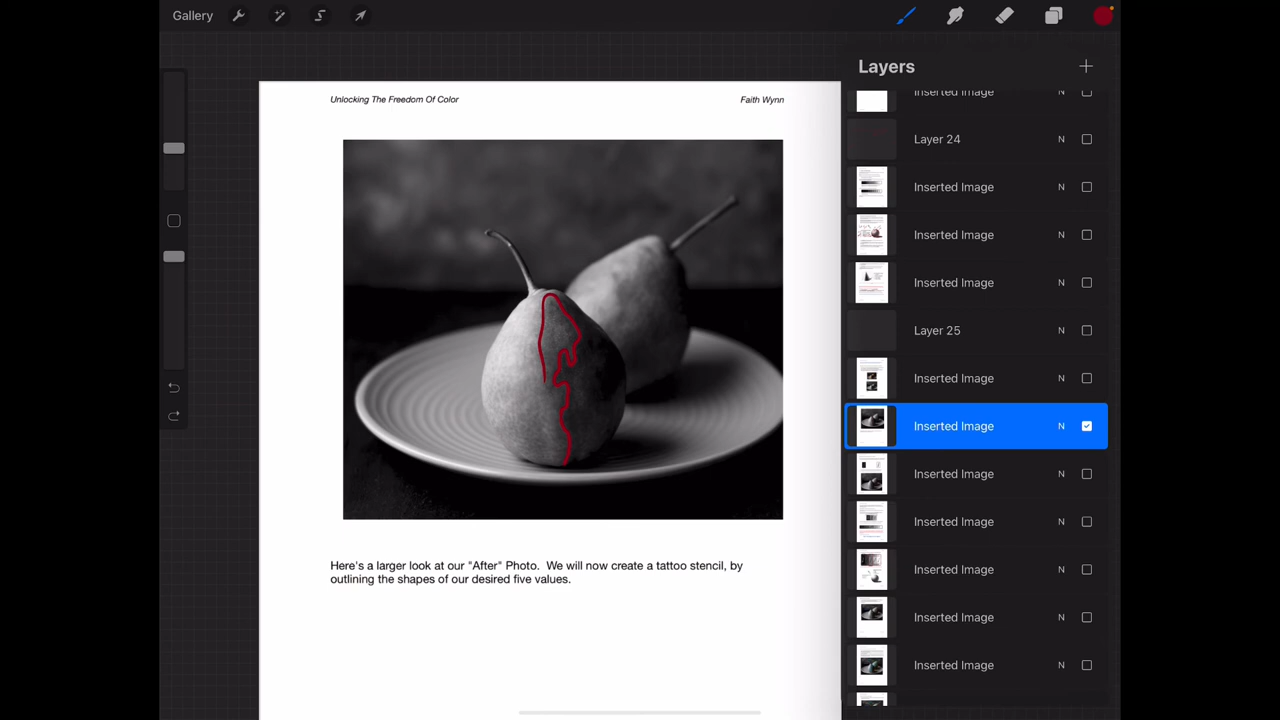 Gallery
Layers
Inserted Image
Layer 24 N
Inserted Image N
Inserted Image N
Inserted Image N
Layer 25 N
Inserted Image N
Inserted Image N
Inserted Image N
Inserted Image N
Inserted Image N
Inserted Image N
Inserted Image N
Unlocking The Freedom Of Color Faith Wynn
Here's a larger look at our "After" Photo. We will now create a tattoo stencil, by
outlining the shapes of our desired five values.